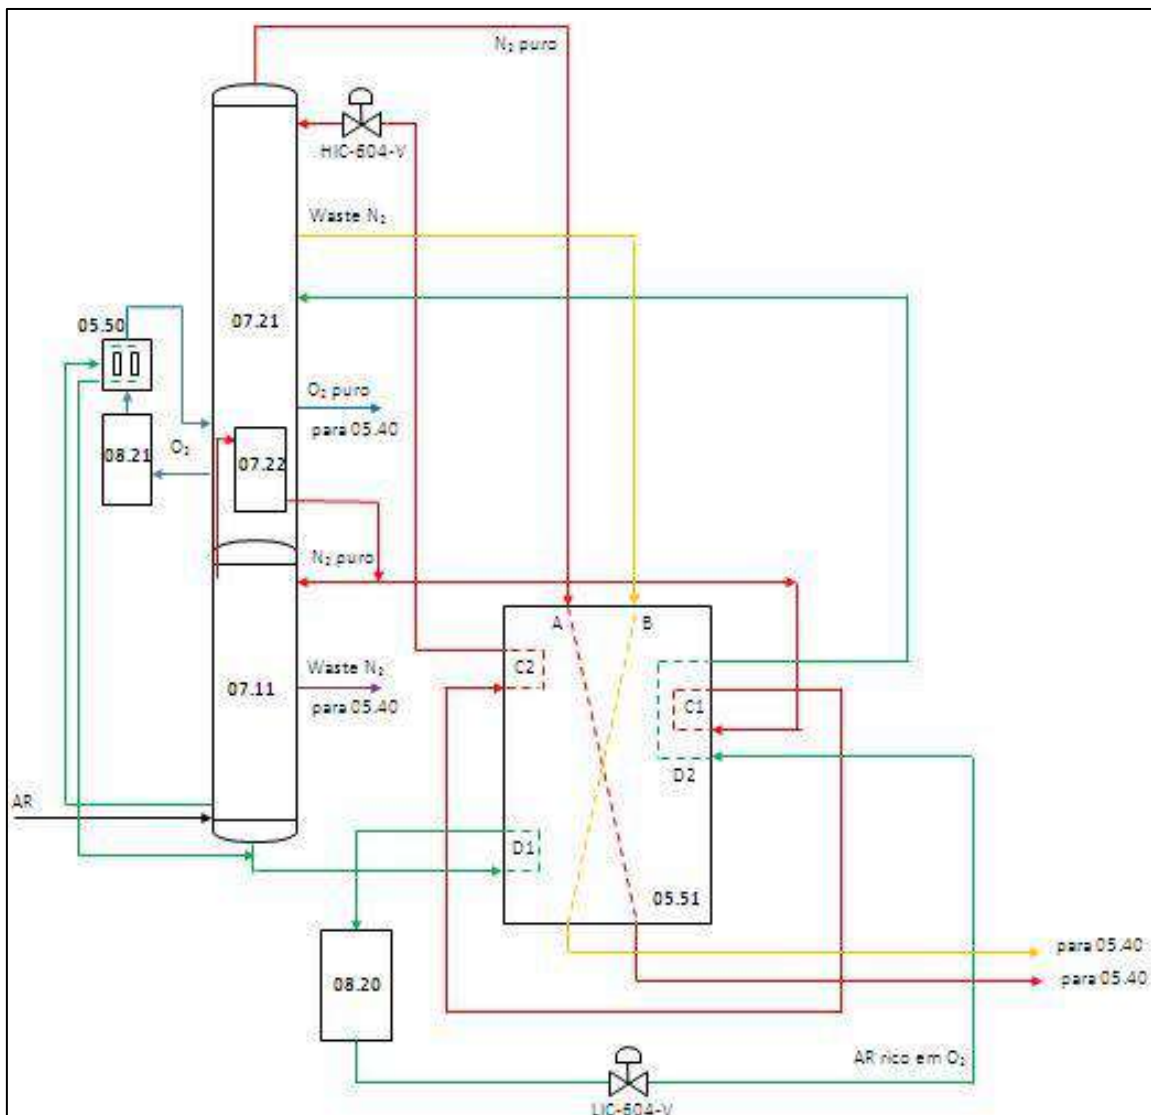 N₂ puro
HIC-604-V
Waste N₂
07.21
05.50
O₂ puro
para 05.40
O₂
08.21
07.22
N₂ puro
A
B
C2
Waste N₂
07.11
para 05.40
C1
D2
AR
D1
05.51
para 05.40
08.20
para 05.40
AR rico em O₂
LIC-604-V